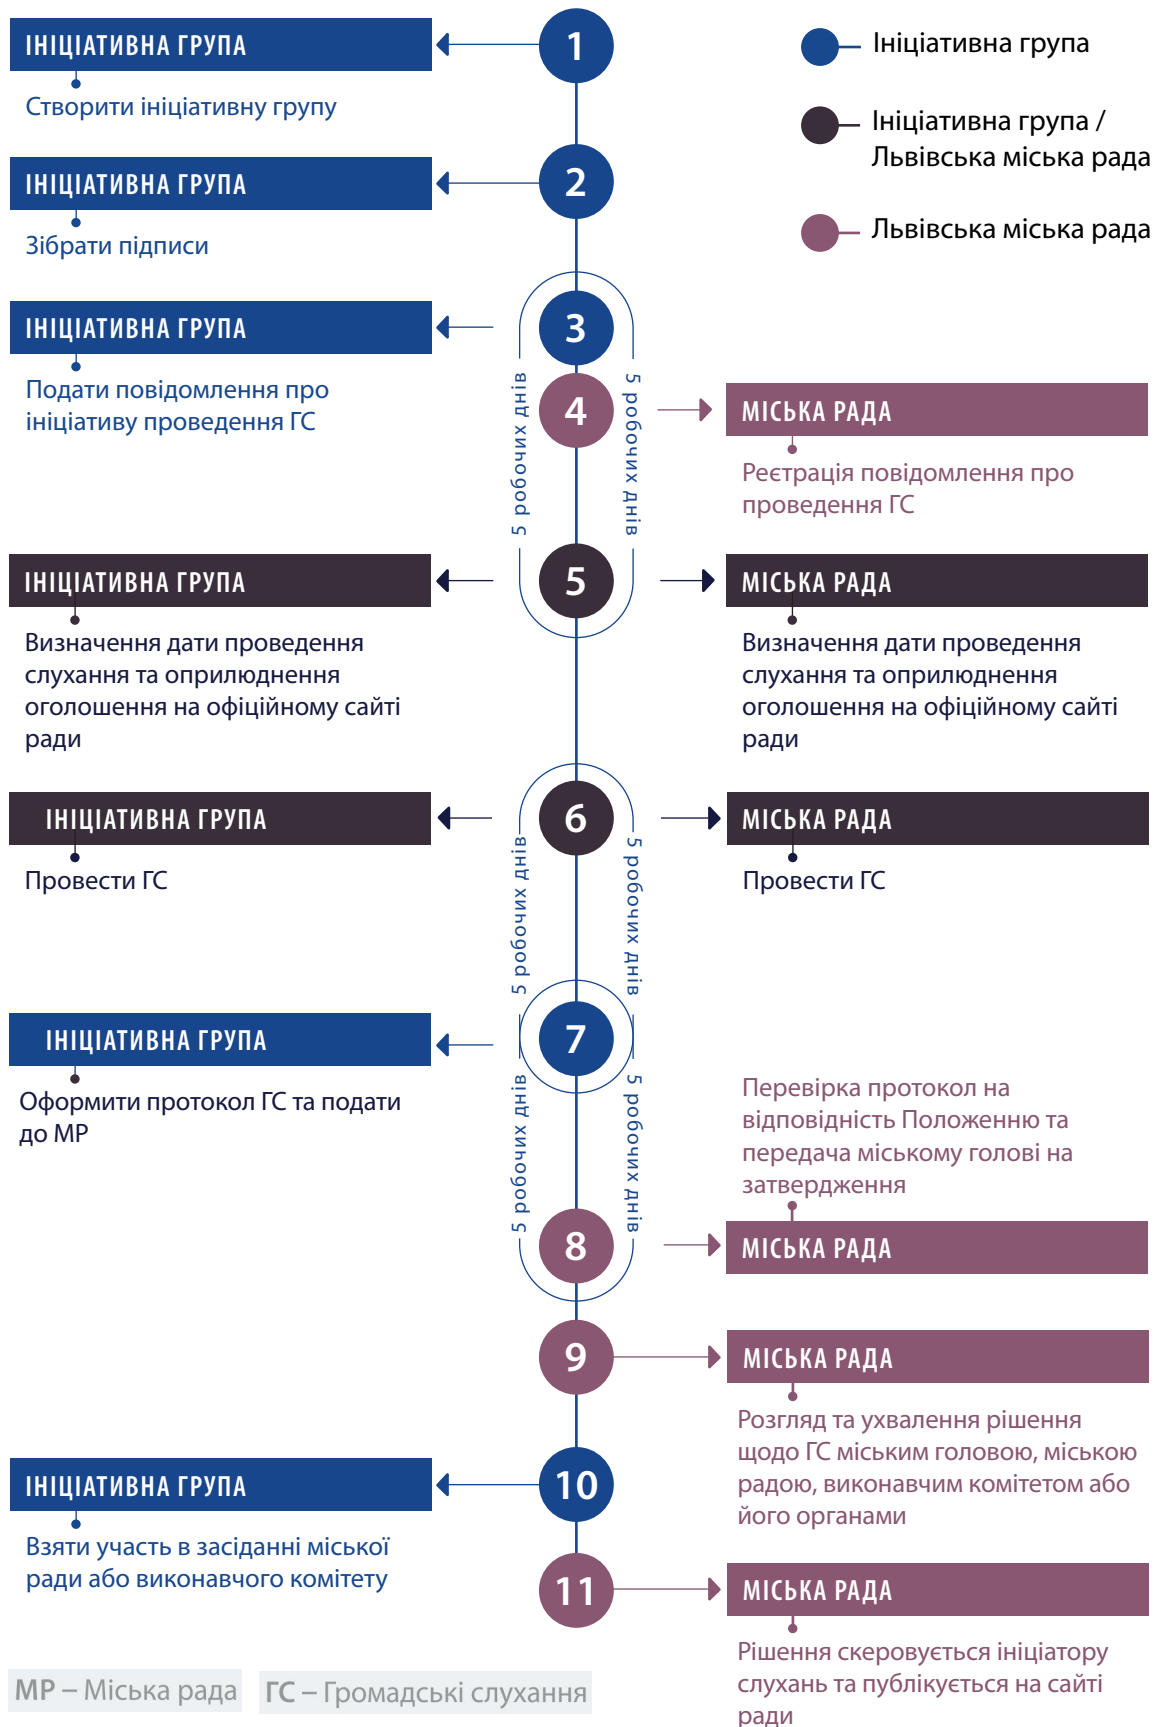 1
ІНІЦІАТИВНА ГРУПА
Створити ініціативну групу
Ініціативна група
Ініціативна група /
Львівська міська рада
Львівська міська рада
2
ІНІЦІАТИВНА ГРУПА
Зібрати підписи
3
ІНІЦІАТИВНА ГРУПА
Подати повідомлення про
ініціативу проведення ГС
5 робочих днів
5 робочих днів
4
МІСЬКА РАДА
Реєстрація повідомлення про
проведення ГС
5
ІНІЦІАТИВНА ГРУПА
Визначення дати проведення
слухання та оприлюднення
оголошення на офіційному сайті
ради
МІСЬКА РАДА
Визначення дати проведення
слухання та оприлюднення
оголошення на офіційному сайті
ради
6
ІНІЦІАТИВНА ГРУПА
Провести ГС
МІСЬКА РАДА
Провести ГС
5 робочих днів
5 робочих днів
7
ІНІЦІАТИВНА ГРУПА
Оформити протокол ГС та подати
до МР
5 робочих днів
5 робочих днів
Перевірка протокол на
відповідність Положенню та
передача міському голові на
затвердження
8
МІСЬКА РАДА
9
МІСЬКА РАДА
Розгляд та ухвалення рішення
щодо ГС міським головою, міською
радою, виконавчим комітетом або
його органами
10
ІНІЦІАТИВНА ГРУПА
Взяти участь в засіданні міської
ради або виконавчого комітету
11
МІСЬКА РАДА
Рішення скеровується ініціатору
слухань та публікується на сайті
ради
МР – Міська рада
ГС – Громадські слухання